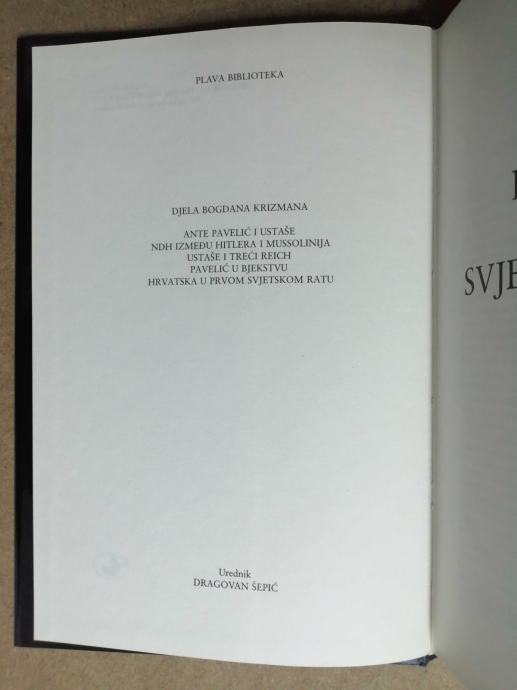 PLAVA BIBLIOTEKA
DJELA BOGDANA KRIZMANA
ANTE PAVELIĆ I USTAŠE
NDH IZMEĐU HITLERA I MUSSOLINIJA
USTAŠE I TREĆI REICH
PAVELIĆ U BJEKSTVU
HRVATSKA U PRVOM SVJETSKOM RATU
Urednik
DRAGOVAN ŠEPIĆ
SVJE